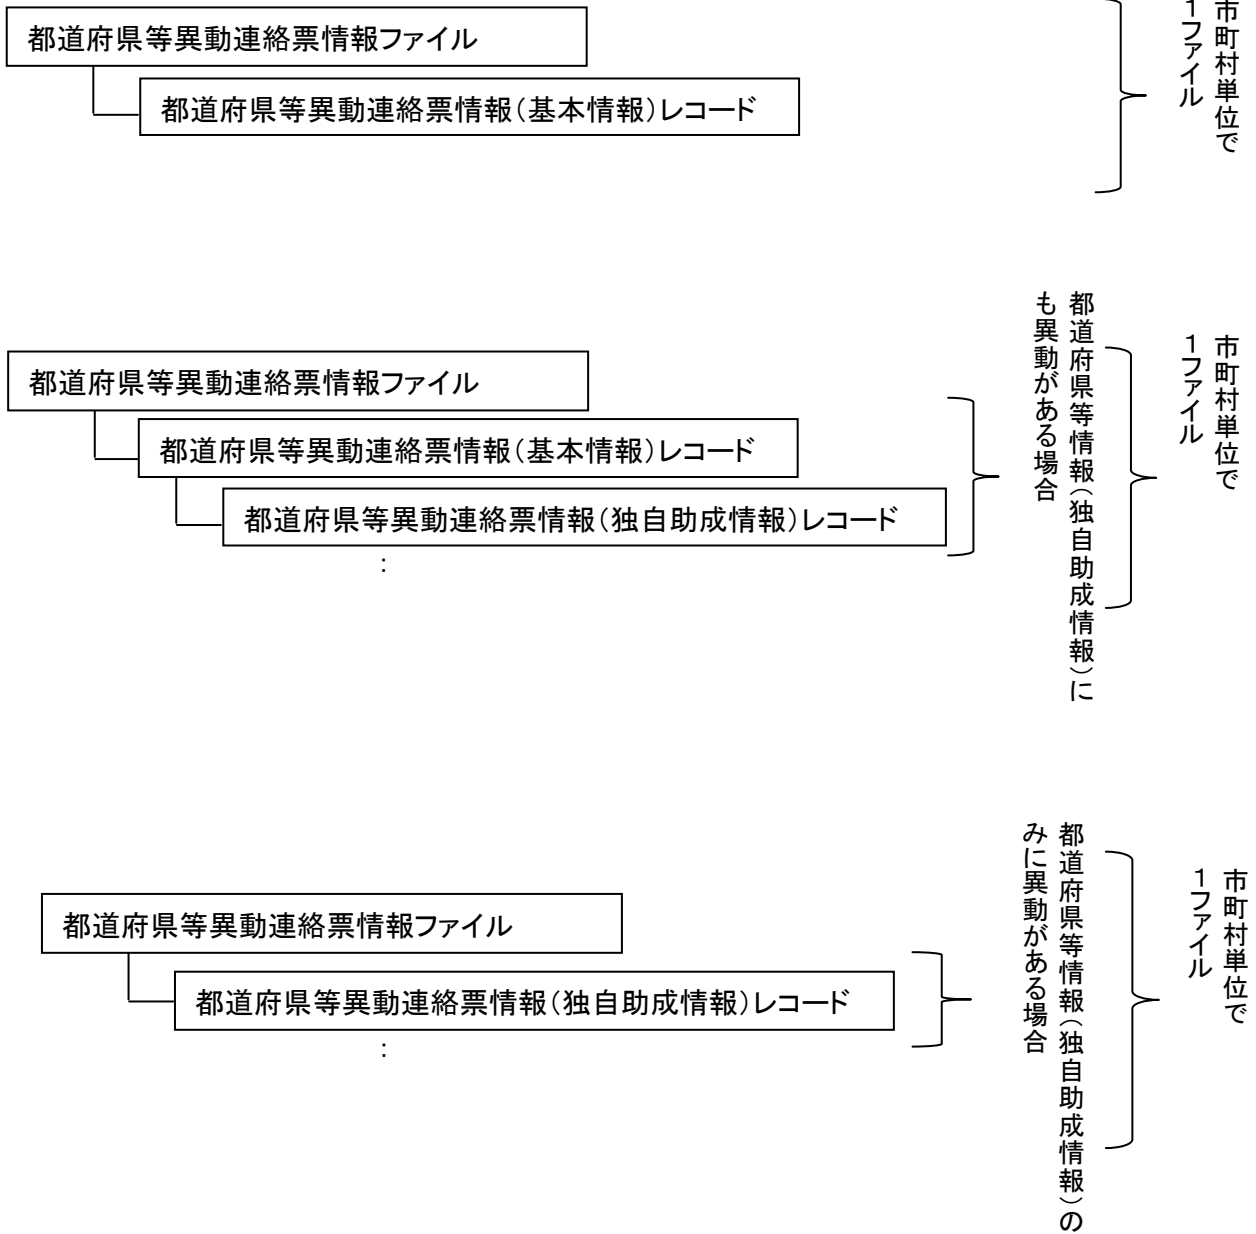 都道府県等異動連絡票情報ファイル
都道府県等異動連絡票情報（基本情報）レコード
市町村単位で
１ファイル
都道府県等異動連絡票情報ファイル
都道府県等異動連絡票情報（基本情報）レコード
都道府県等異動連絡票情報（独自助成情報）レコード
：
都道府県等情報（独自助成情報）に
も異動がある場合
市町村単位で
１ファイル
都道府県等異動連絡票情報ファイル
都道府県等異動連絡票情報（独自助成情報）レコード
：
都道府県等情報（独自助成情報）の
みに異動がある場合
市町村単位で
１ファイル